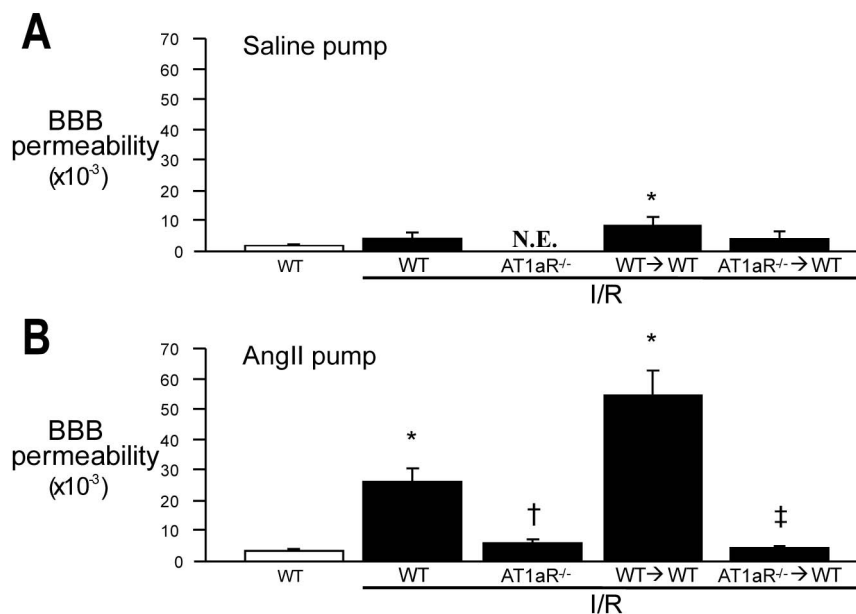 A
Saline pump
BBB
permeability
(x10⁻³)
70
60
50
40
30
20
10
0
*
N.E.
WT
WT
AT1aR⁻/⁻
WT→ WT
AT1aR⁻/⁻→ WT
I/R
B
AngII pump
BBB
permeability
(x10⁻³)
70
60
50
40
30
20
10
0
*
*
†
‡
WT
WT
AT1aR⁻/⁻
WT→ WT
AT1aR⁻/⁻→ WT
I/R